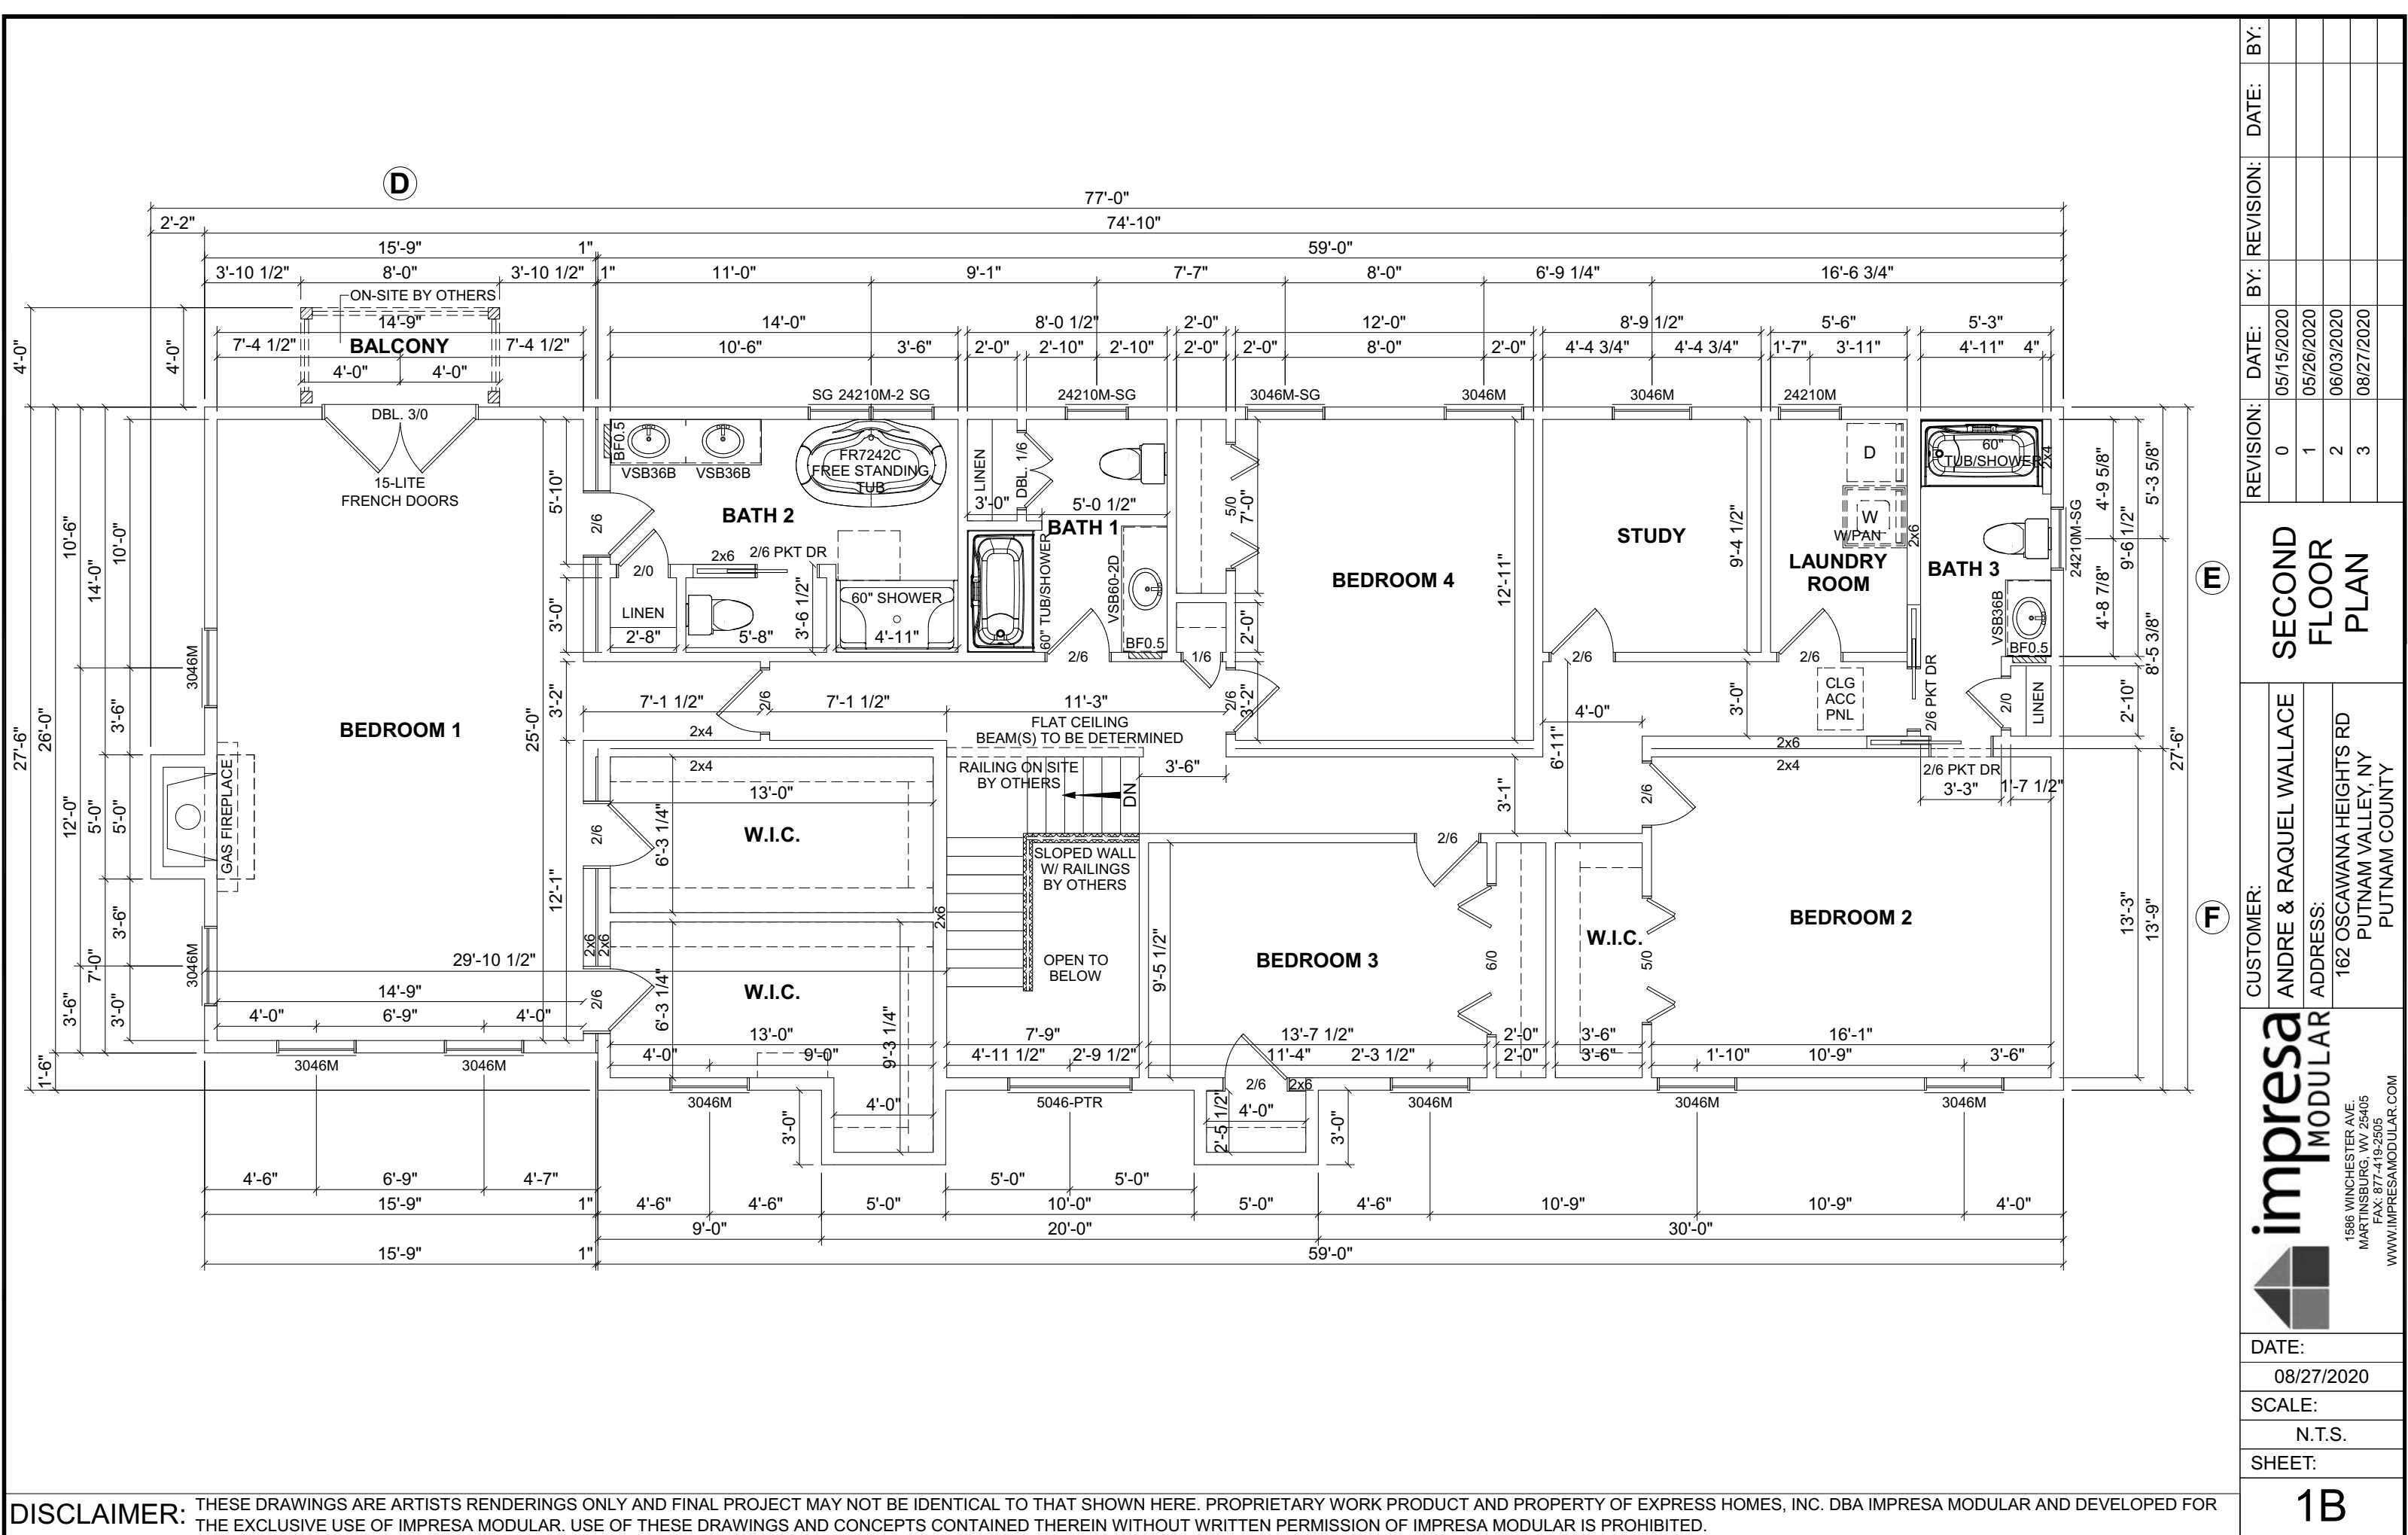 D
77'-0"
2'-2"
74'-10"
15'-9"
1"
59'-0"
3'-10 1/2"
8'-0"
3'-10 1/2"
1"
11'-0"
9'-1"
7'-7"
8'-0"
6'-9 1/4"
16'-6 3/4"
ON-SITE BY OTHERS
14'-9"
14'-0"
8'-0 1/2"
2'-0"
12'-0"
8'-9 1/2"
5'-6"
5'-3"
7'-4 1/2"
BALCONY
7'-4 1/2"
10'-6"
3'-6"
2'-0"
2'-10"
2'-10"
2'-0"
2'-0"
8'-0"
2'-0"
4'-4 3/4"
4'-4 3/4"
1'-7"
3'-11"
4'-11"
4"
4'-0"
4'-0"
4'-0"
4'-0"
SG 24210M-2 SG
24210M-SG
3046M-SG
3046M
3046M
24210M
DBL. 3/0
15-LITE
FRENCH DOORS
BF0.5
VSB36B
VSB36B
FR7242C
FREE STANDING
TUB
LINEN
DBL. 1/6
3'-0"
5'-0 1/2"
5/0
7'-0"
D
W
W/PAN
60"
TUB/SHOWER
2x4
5'-10"
2/6
BATH 2
BATH 1
STUDY
9'-4 1/2"
LAUNDRY
ROOM
2x6
BATH 3
24210M-SG
4'-9 5/8"
9'-6 1/2"
5'-3 5/8"
2x6
2/6 PKT DR
2/0
LINEN
2'-8"
5'-8"
3'-6 1/2"
60" SHOWER
4'-11"
60" TUB/SHOWER
VSB60-2D
BF0.5
2/6
2'-0"
1/6
BEDROOM 4
12'-11"
2/6
2/6
VSB36B
BF0.5
4'-8 7/8"
8'-5 3/8"
E
3'-0"
10'-6"
14'-0"
10'-0"
3046M
3'-6"
27'-6"
26'-0"
BEDROOM 1
25'-0"
3'-2"
7'-1 1/2"
2/6
7'-1 1/2"
11'-3"
2/6
3'-2"
FLAT CEILING
BEAM(S) TO BE DETERMINED
2x4
2x4
RAILING ON SITE
BY OTHERS
3'-6"
DN
4'-0"
6'-11"
3'-0"
CLG
ACC
PNL
2/6 PKT DR
2/0
LINEN
2'-10"
2x6
2x4
2/6 PKT DR
3'-3"
1'-7 1/2"
27'-6"
GAS FIREPLACE
12'-0"
5'-0"
5'-0"
2/6
13'-0"
W.I.C.
6'-3 1/4"
12'-1"
3'-1"
2/6
2/6
SLOPED WALL
W/ RAILINGS
BY OTHERS
3'-6"
3046M
7'-0"
3'-6"
3'-0"
2x6
2x6
2x6
29'-10 1/2"
OPEN TO
BELOW
9'-5 1/2"
BEDROOM 3
6/0
W.I.C.
5/0
BEDROOM 2
13'-3"
13'-9"
F
14'-9"
4'-0"
6'-9"
4'-0"
2/6
6'-3 1/4"
W.I.C.
13'-0"
4'-0"
9'-0"
9'-3 1/4"
7'-9"
4'-11 1/2"
2'-9 1/2"
13'-7 1/2"
11'-4"
2'-3 1/2"
2'-0"
2'-0"
3'-6"
3'-6"
16'-1"
1'-10"
10'-9"
3'-6"
1'-6"
3046M
3046M
3046M
4'-0"
3'-0"
5046-PTR
2/6
2x6
4'-0"
2'-5 1/2"
3'-0"
3046M
3046M
3046M
4'-6"
6'-9"
4'-7"
5'-0"
5'-0"
15'-9"
1"
4'-6"
4'-6"
5'-0"
10'-0"
5'-0"
4'-6"
10'-9"
10'-9"
4'-0"
9'-0"
20'-0"
30'-0"
15'-9"
1"
59'-0"
REVISION: DATE: BY: REVISION: DATE: BY:
0 05/15/2020
1 05/26/2020
2 06/03/2020
3 08/27/2020
SECOND
FLOOR
PLAN
CUSTOMER:
ANDRE & RAQUEL WALLACE
ADDRESS:
162 OSCAWANA HEIGHTS RD
PUTNAM VALLEY, NY
PUTNAM COUNTY
impresa
MODULAR
1586 WINCHESTER AVE.
MARTINSBURG, WV 25405
FAX: 877-419-2505
WWW.IMPRESAMODULAR.COM
DATE:
08/27/2020
SCALE:
N.T.S.
SHEET:
1B
DISCLAIMER: THESE DRAWINGS ARE ARTISTS RENDERINGS ONLY AND FINAL PROJECT MAY NOT BE IDENTICAL TO THAT SHOWN HERE. PROPRIETARY WORK PRODUCT AND PROPERTY OF EXPRESS HOMES, INC. DBA IMPRESA MODULAR AND DEVELOPED FOR
THE EXCLUSIVE USE OF IMPRESA MODULAR. USE OF THESE DRAWINGS AND CONCEPTS CONTAINED THEREIN WITHOUT WRITTEN PERMISSION OF IMPRESA MODULAR IS PROHIBITED.